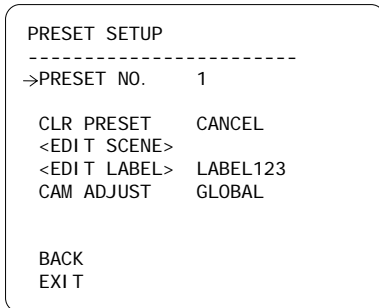 PRESET SETUP
------------------------
→PRESET NO. 1
CLR PRESET CANCEL
<EDIT SCENE>
<EDIT LABEL> LABEL123
CAM ADJUST GLOBAL
BACK
EXIT